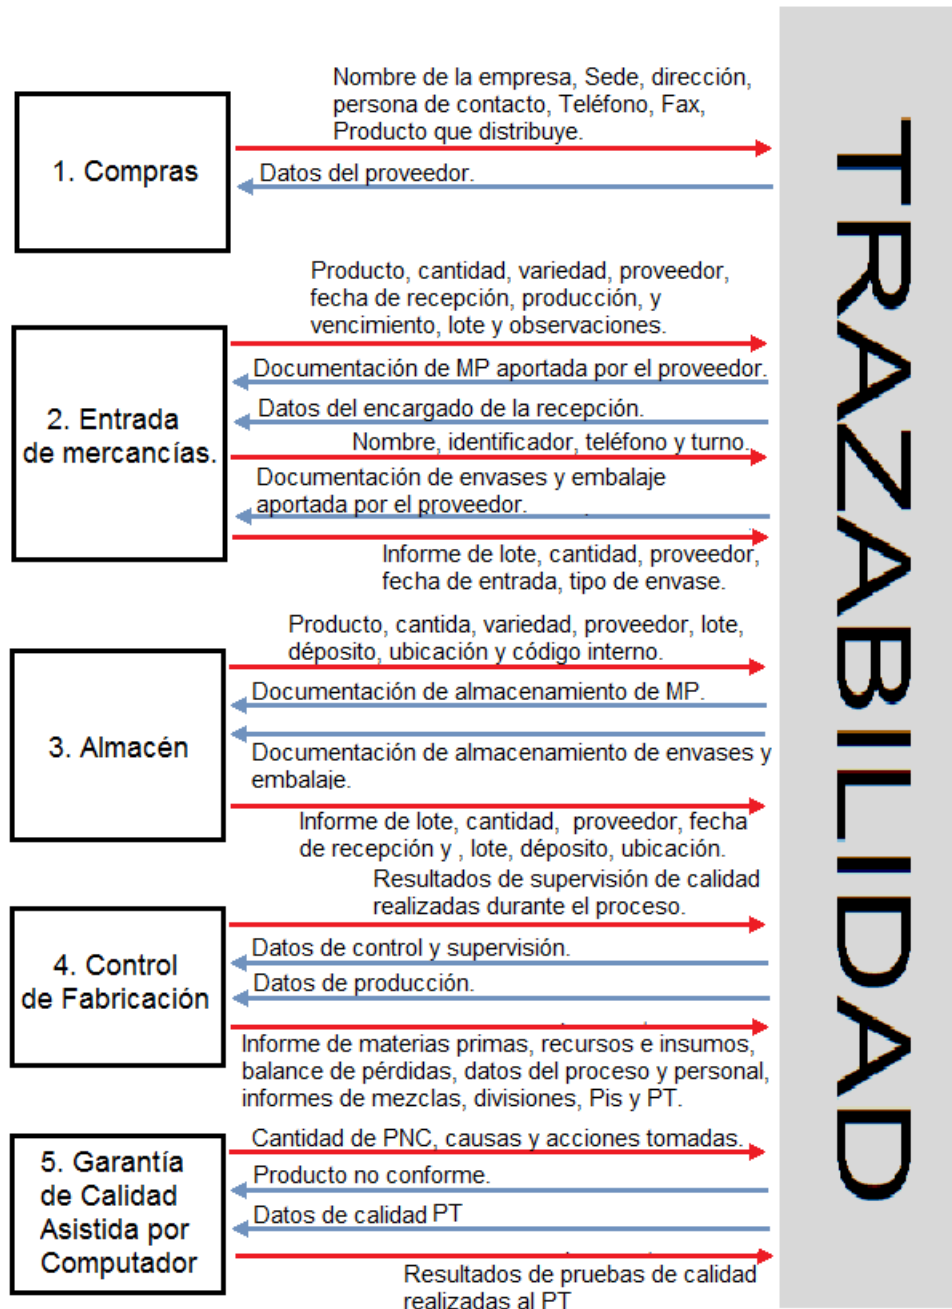 Nombre de la empresa, Sede, dirección,
persona de contacto, Teléfono, Fax,
Producto que distribuye.
1. Compras
Datos del proveedor.
Producto, cantidad, variedad, proveedor,
fecha de recepción, producción, y
vencimiento, lote y observaciones.
Documentación de MP aportada por el proveedor.
2. Entrada
de mercancías.
Datos del encargado de la recepción.
Nombre, identificador, teléfono y turno.
Documentación de envases y embalaje
aportada por el proveedor.
Informe de lote, cantidad, proveedor,
fecha de entrada, tipo de envase.
Producto, cantida, variedad, proveedor, lote,
déposito, ubicación y código interno.
Documentación de almacenamiento de MP.
3. Almacén
Documentación de almacenamiento de envases y
embalaje.
Informe de lote, cantidad, proveedor, fecha
de recepción y , lote, déposito, ubicación.
Resultados de supervisión de calidad
realizadas durante el proceso.
4. Control
de Fabricación
Datos de control y supervisión.
Datos de producción.
Informe de materias primas, recursos e insumos,
balance de pérdidas, datos del proceso y personal,
informes de mezclas, divisiones, Pis y PT.
5. Garantía
de Calidad
Asistida por
Computador
Cantidad de PNC, causas y acciones tomadas.
Producto no conforme.
Datos de calidad PT
Resultados de pruebas de calidad
realizadas al PT
TRAZABILIDAD